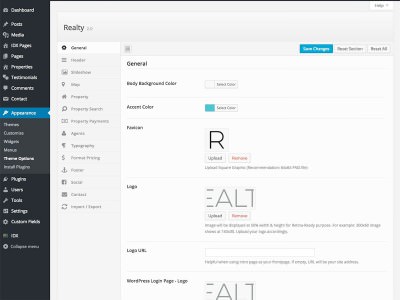 Help
Dashboard
Posts
Media
IDX Pages
Pages
Properties
Testimonials
Comments
Contact
Appearance
Themes
Customise
Widgets
Menus
Theme Options
Install Plugins
Plugins
Users
Tools
Settings
Custom Fields
IDX
Collapse menu
Realty
General
Header
Slideshow
Map
Property
Property Search
Property Payments
Agents
Typography
Format Pricing
Footer
Social
Contact
Import / Export
Save Changes
Reset Section
Reset All
General
Body Background Color
Select Color
Accent Color
Select Color
Favicon
R
Upload
Remove
Upload Square Graphic (Recommendation: 64x64 PNG file)
Logo
EALT
Upload
Remove
Image will be displayed at 50% width & height for Retina-Ready purpose. For example: 300x60 image
shows at 150x30. Upload your logo accordingly.
Logo URL
Helpful when using intro page as your homepage. If empty, URL will be your site address.
WordPress Login Page - Logo
EALT